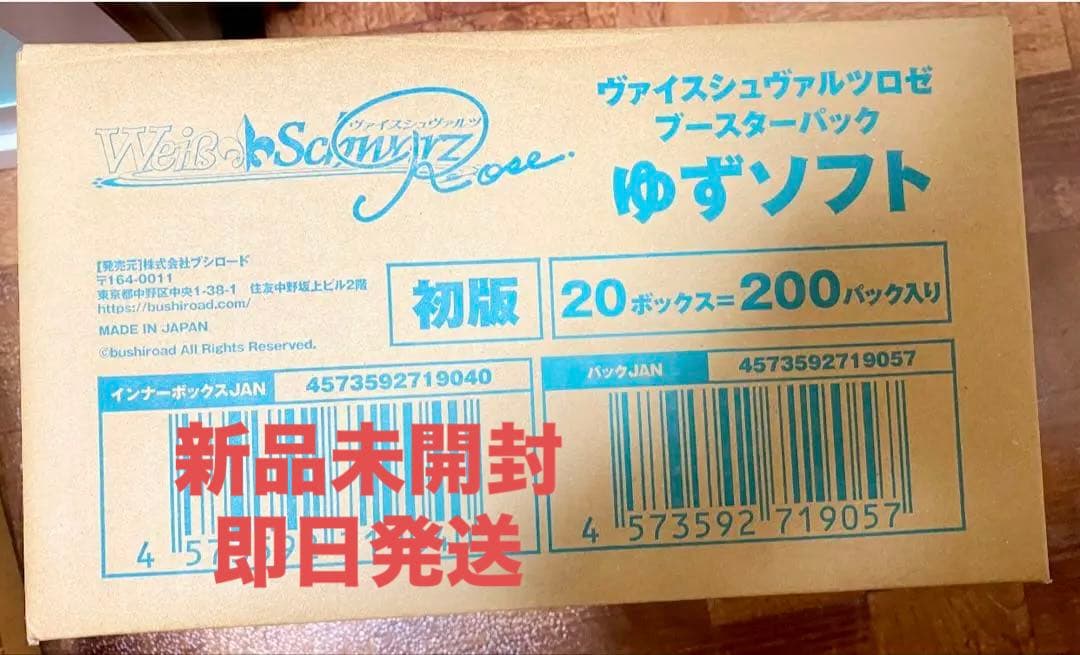 ヴァイスシュヴァルツロゼ
ブースターパック
ゆずソフト
Weiß Schwarz
ヴァイスシュヴァルツ
Rose
[発売元]株式会社ブシロード
〒164-0011
東京都中野区中央1-38-1 住友中野坂上ビル2階
https://bushiroad.com/
MADE IN JAPAN
©bushiroad All Rights Reserved.
初版
20ボックス=200パック入り
インナーボックスJAN 4573592719040
パックJAN 4573592719057
新品未開封
即日発送
4 573592 719057